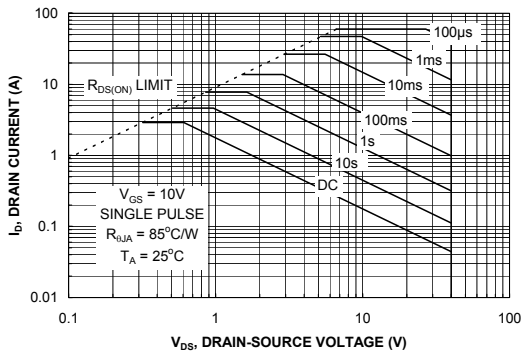 I_D, DRAIN CURRENT (A)
100
10
1
0.1
0.01
R_DS(ON) LIMIT
100µs
1ms
10ms
100ms
1s
10s
DC
V_GS = 10V
SINGLE PULSE
R_θJA = 85°C/W
T_A = 25°C
0.1
1
10
100
V_DS, DRAIN-SOURCE VOLTAGE (V)